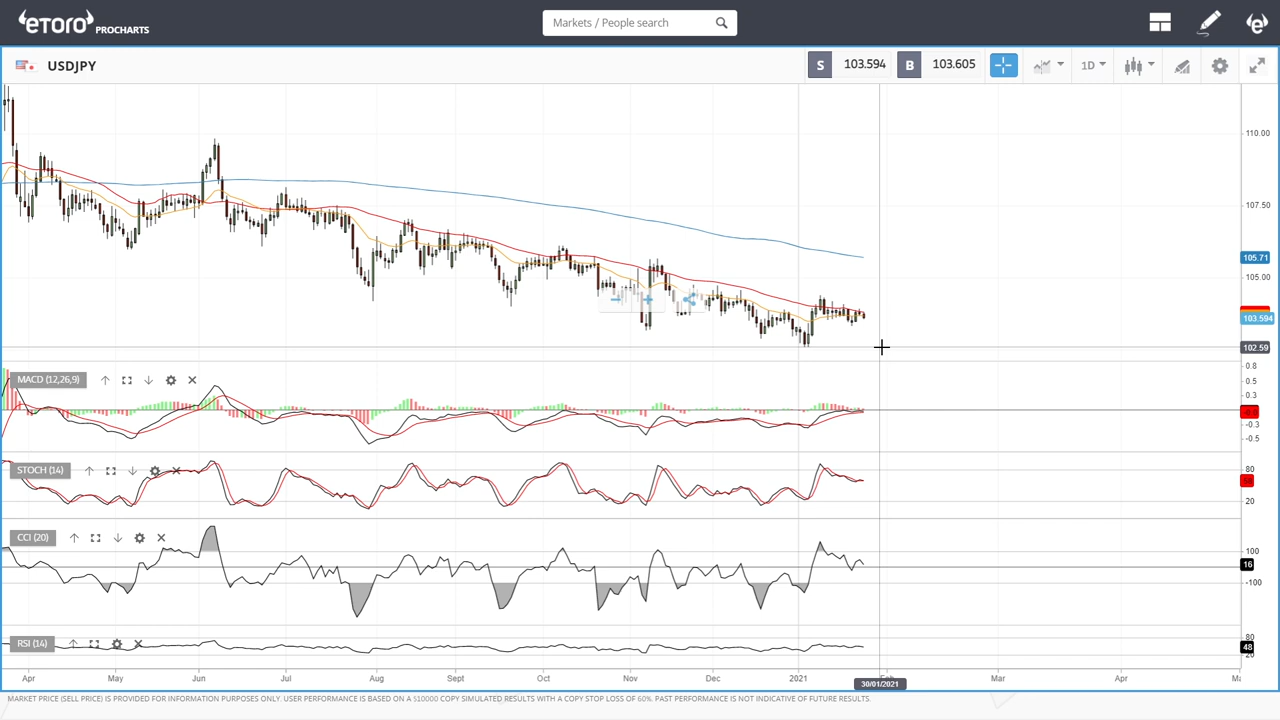 eToro PROCHARTS
Markets / People search
USDJPY
S 103.594 B 103.605 1D
110.00
107.50
105.71
105.00
103.594
102.59
MACD (12,26,9)
0.8
0.5
0.3
-0.3
-0.5
STOCH (14)
80
20
CCI (20)
100
16
-100
RSI (14)
80
48
20
Apr May Jun Jul Aug Sept Oct Nov Dec 2021 Feb Mar Apr
30/01/2021
MARKET PRICE (SELL PRICE) IS PROVIDED FOR INFORMATION PURPOSES ONLY. USER PERFORMANCE IS BASED ON A $10000 COPY SIMULATED RESULTS WITH A COPY STOP LOSS OF 60%. PAST PERFORMANCE IS NOT INDICATIVE OF FUTURE RESULTS.